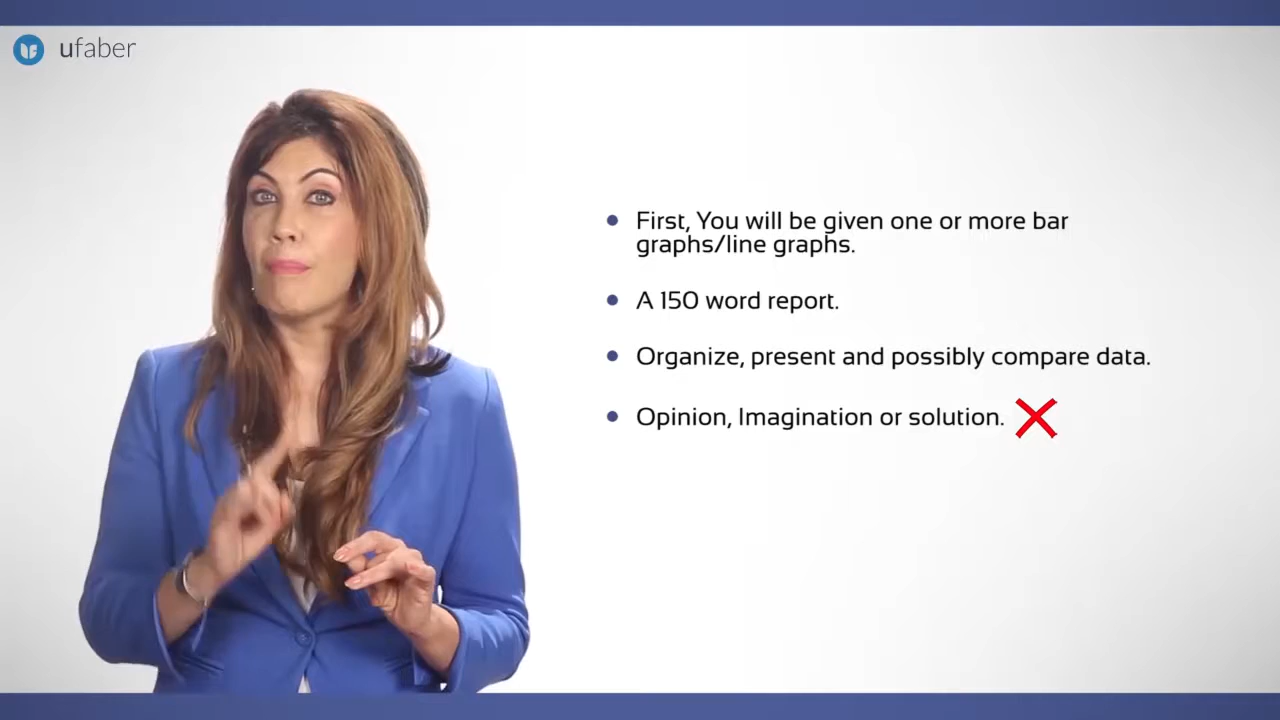 ufaber
First, You will be given one or more bar
graphs/line graphs.
A 150 word report.
Organize, present and possibly compare data.
Opinion, Imagination or solution.